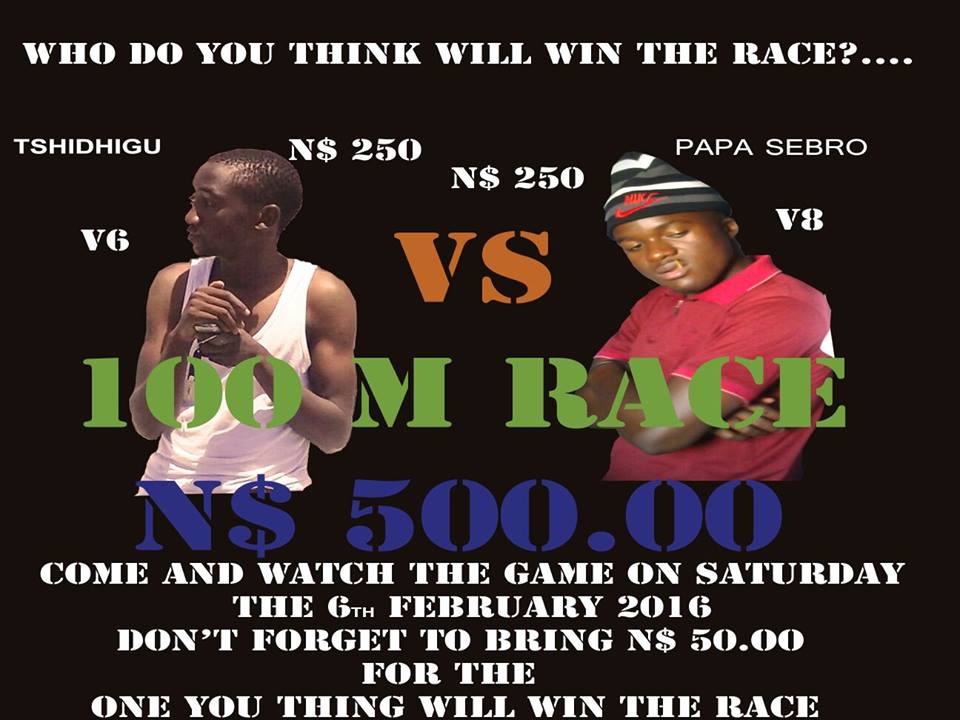 WHO DO YOU THINK WILL WIN THE RACE?....
TSHIDHIGU
N$ 250
PAPA SEBRO
N$ 250
NIKE
V8
V6
VS
100 M RACE
N$ 500.00
COME AND WATCH THE GAME ON SATURDAY
THE 6TH FEBRUARY 2016
DON'T FORGET TO BRING N$ 50.00
FOR THE
ONE YOU THING WILL WIN THE RACE